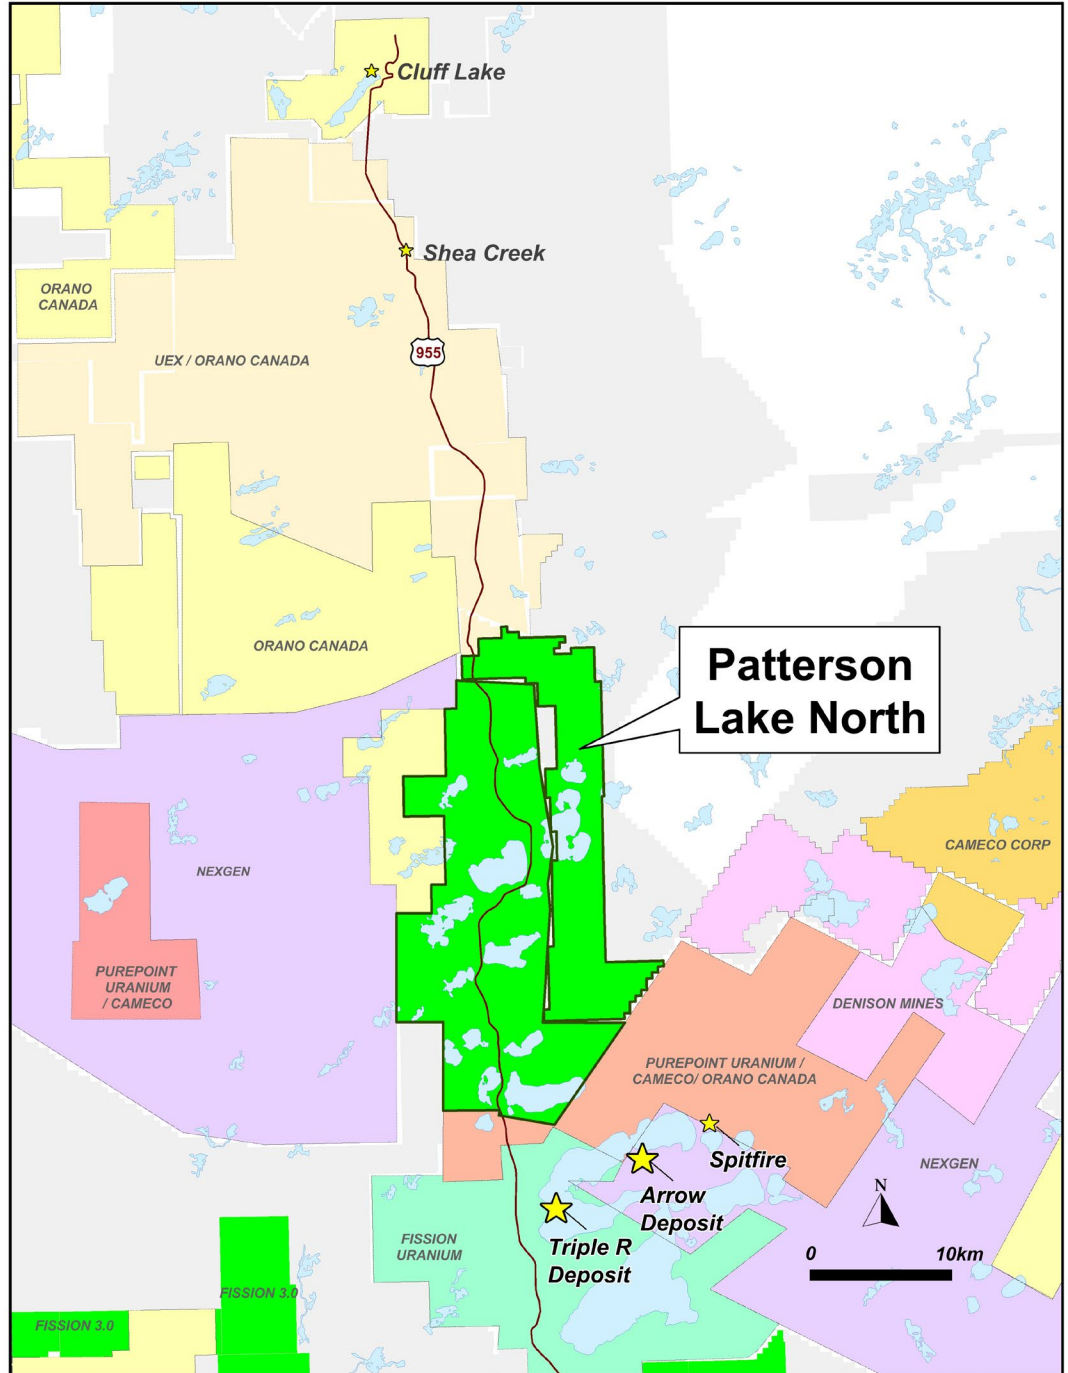 Cluff Lake
Shea Creek
ORANO
CANADA
955
UEX / ORANO CANADA
ORANO CANADA
Patterson
Lake North
CAMECO CORP
NEXGEN
PUREPOINT
URANIUM
/ CAMECO
DENISON MINES
PUREPOINT URANIUM /
CAMECO/ ORANO CANADA
Spitfire
NEXGEN
Arrow
Deposit
N
FISSION
URANIUM
Triple R
Deposit
0 10km
FISSION 3.0
FISSION 3.0